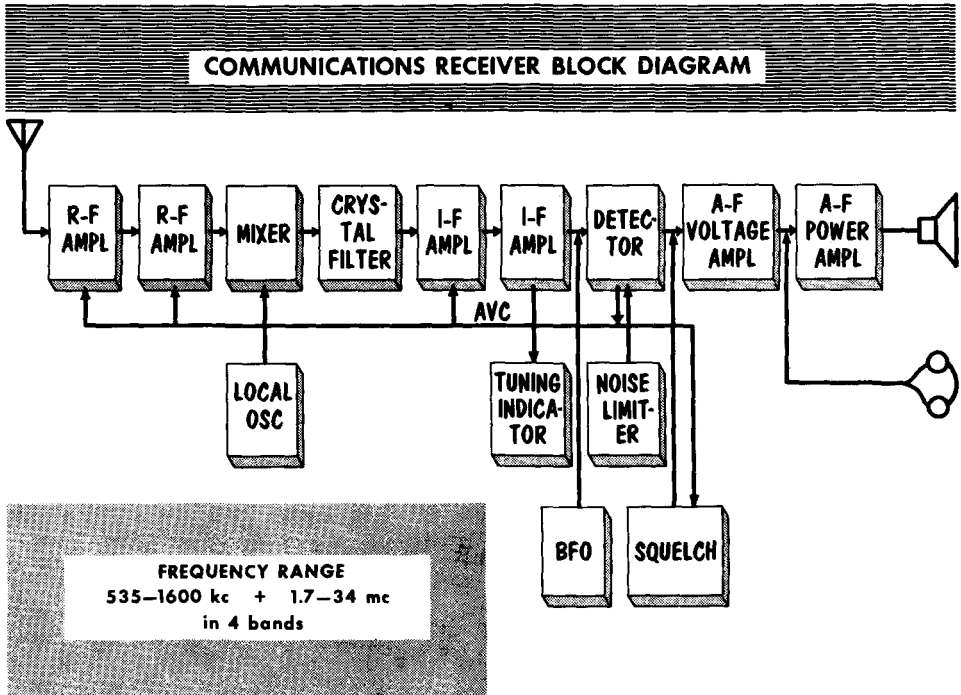 COMMUNICATIONS RECEIVER BLOCK DIAGRAM
R-F
AMPL
R-F
AMPL
MIXER
CRYS-
TAL
FILTER
I-F
AMPL
I-F
AMPL
DETEC-
TOR
A-F
VOLTAGE
AMPL
A-F
POWER
AMPL
AVC
LOCAL
OSC
TUNING
INDICA-
TOR
NOISE
LIMIT-
ER
BFO
SQUELCH
FREQUENCY RANGE
535–1600 kc + 1.7–34 mc
in 4 bands